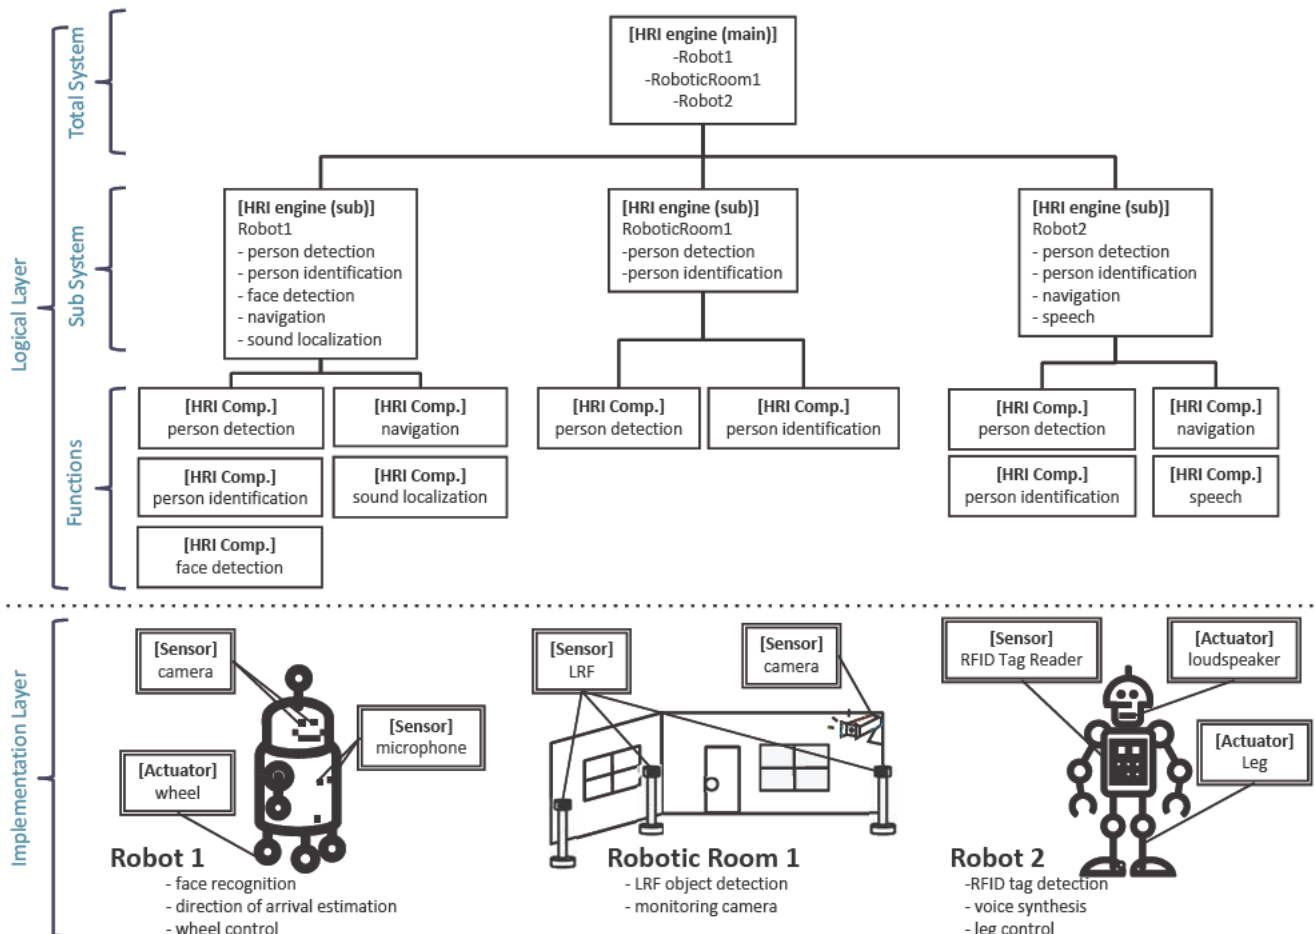 Logical Layer
Total System
[HRI engine (main)]
-Robot1
-RoboticRoom1
-Robot2
Sub System
[HRI engine (sub)]
Robot1
- person detection
- person identification
- face detection
- navigation
- sound localization
[HRI engine (sub)]
RoboticRoom1
-person detection
-person identification
[HRI engine (sub)]
Robot2
- person detection
- person identification
- navigation
- speech
Functions
[HRI Comp.]
person detection
[HRI Comp.]
navigation
[HRI Comp.]
person identification
[HRI Comp.]
sound localization
[HRI Comp.]
face detection
[HRI Comp.]
person detection
[HRI Comp.]
person identification
[HRI Comp.]
person detection
[HRI Comp.]
navigation
[HRI Comp.]
person identification
[HRI Comp.]
speech
Implementation Layer
[Sensor]
camera
[Sensor]
microphone
[Actuator]
wheel
Robot 1
- face recognition
- direction of arrival estimation
- wheel control
[Sensor]
LRF
[Sensor]
camera
Robotic Room 1
- LRF object detection
- monitoring camera
[Sensor]
RFID Tag Reader
[Actuator]
loudspeaker
[Actuator]
Leg
Robot 2
-RFID tag detection
- voice synthesis
- leg control